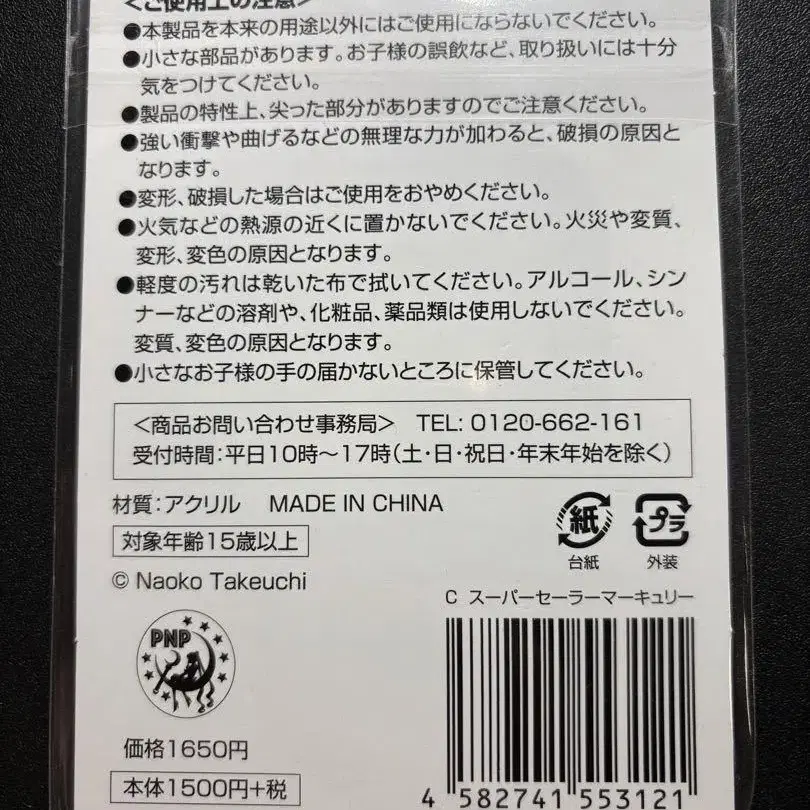 <ご使用上の注意>
●本製品を本来の用途以外にはご使用にならないでください。
●小さな部品があります。お子様の誤飲など、取り扱いには十分
気をつけてください。
●製品の特性上、尖った部分がありますのでご注意ください。
●強い衝撃や曲げるなどの無理な力が加わると、破損の原因と
なります。
●変形、破損した場合はご使用をおやめください。
●火気などの熱源の近くに置かないでください。火災や変質、
変形、変色の原因となります。
●軽度の汚れは乾いた布で拭いてください。アルコール、シン
ナーなどの溶剤や、化粧品、薬品類は使用しないでください。
変質、変色の原因となります。
●小さなお子様の手の届かないところに保管してください。
<商品お問い合わせ事務局> TEL: 0120-662-161
受付時間:平日10時〜17時(土・日・祝日・年末年始を除く)
材質:アクリル MADE IN CHINA
紙 プラ
台紙 外装
対象年齢15歳以上
© Naoko Takeuchi
C スーパーセーラーマーキュリー
PNP
価格1650円
本体1500円+税
4 582741 553121